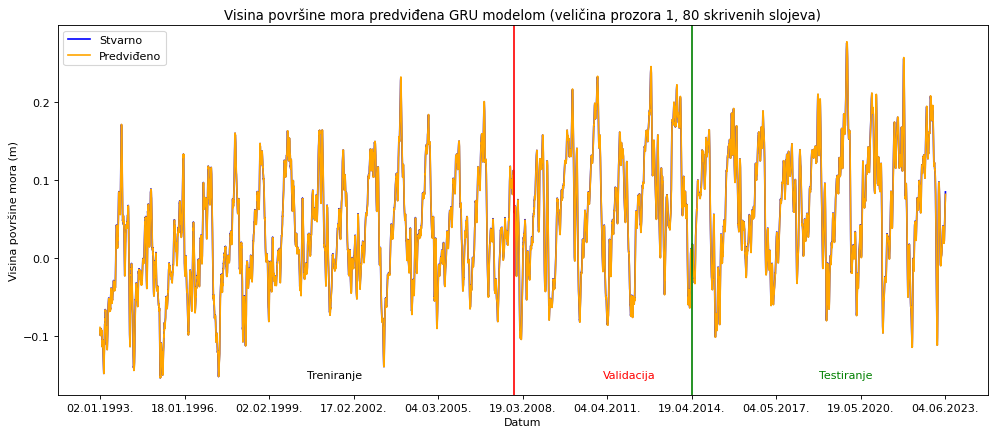 Visina površine mora predviđena GRU modelom (veličina prozora 1, 80 skrivenih slojeva)
Stvarno
Predviđeno
Visina površine mora (m)
0.2
0.1
0.0
−0.1
Treniranje
Validacija
Testiranje
02.01.1993.
18.01.1996.
02.02.1999.
17.02.2002.
04.03.2005.
19.03.2008.
04.04.2011.
19.04.2014.
04.05.2017.
19.05.2020.
04.06.2023.
Datum